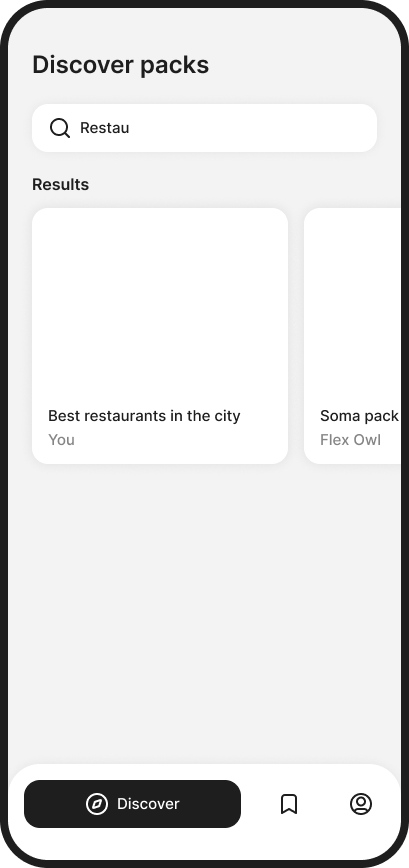 Discover packs
Restau
Results
Best restaurants in the city
You
Soma pack
Flex Owl
Discover